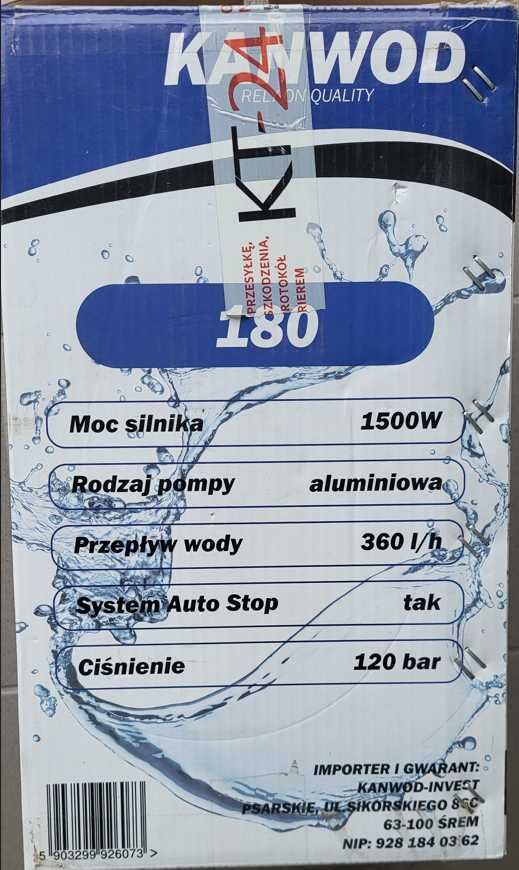 KANWOD
QUALITY
KT-24
PRZESYŁKĘ,
SZKODZENIA,
ROTOKÓŁ
RIEREM
180
Moc silnika 1500W
Rodzaj pompy aluminiowa
Przepływ wody 360 l/h
System Auto Stop tak
Ciśnienie 120 bar
IMPORTER I GWARANT:
KANWOD-INVEST
PSARSKIE, UL SIKORSKIEGO
63-100 ŚREM
NIP: 928 184 03 62
5 903299 926073 >